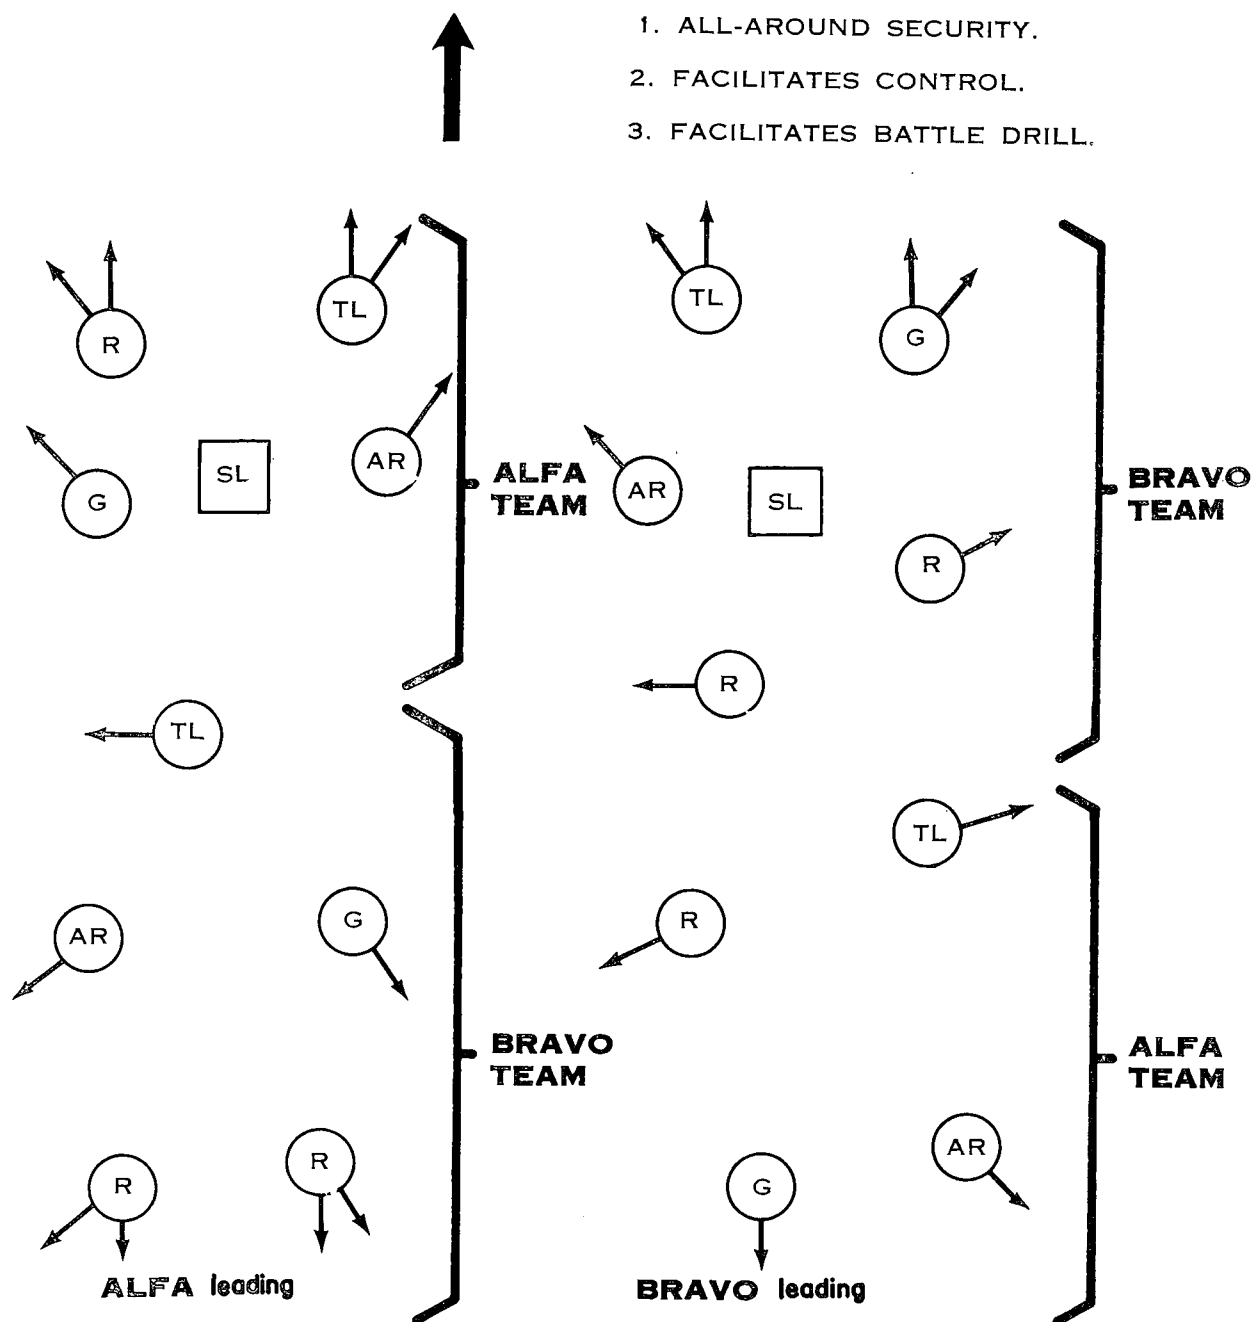 1. ALL-AROUND SECURITY.
2. FACILITATES CONTROL.
3. FACILITATES BATTLE DRILL.
R
TL
G
SL
AR
ALFA
TEAM
TL
AR
G
BRAVO
TEAM
R
R
ALFA leading
TL
G
AR
SL
R
R
BRAVO
TEAM
TL
R
ALFA
TEAM
AR
G
BRAVO leading